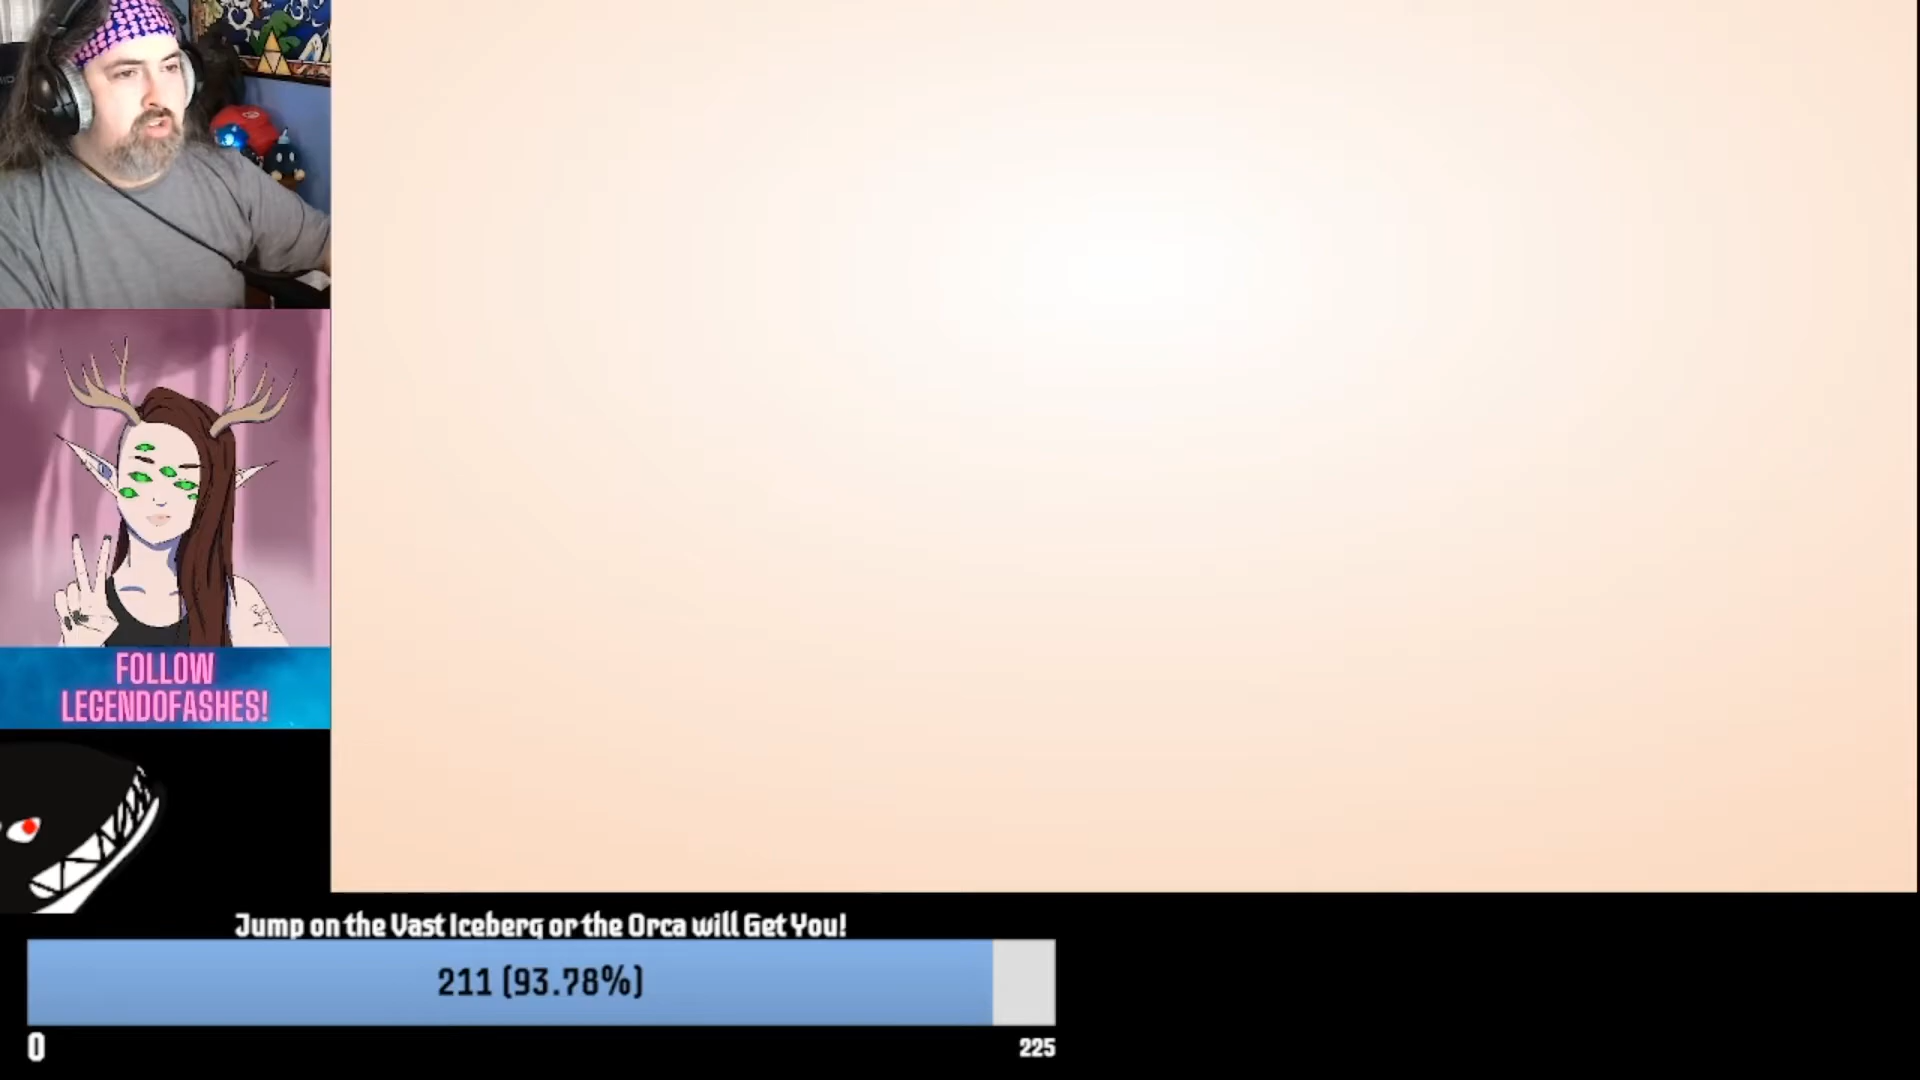 FOLLOW
LEGENDOFASHES!
Jump on the Vast Iceberg or the Orca will Get You!
211 (93.78%)
0
225